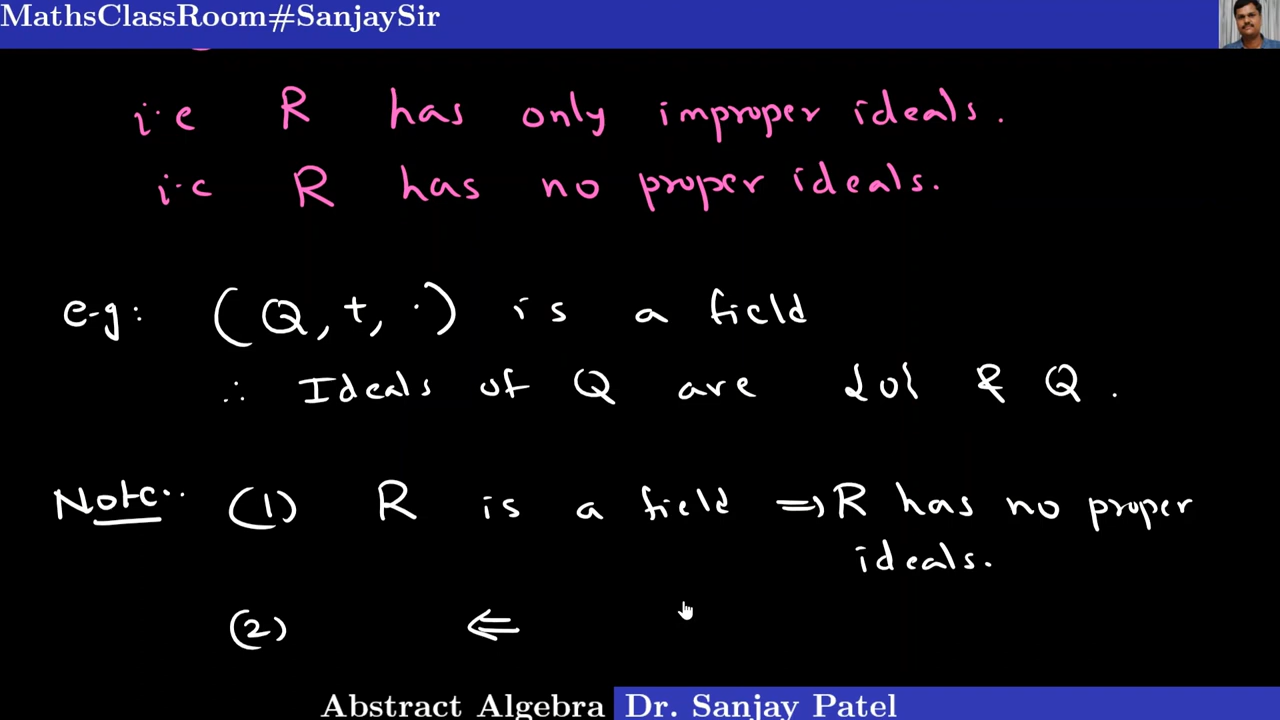 MathsClassRoom#SanjaySir
i.e R has only improper ideals.
i.e R has no proper ideals.
e.g: (Q, +, ·) is a field
∴ Ideals of Q are {0} & Q.
Note:- (1) R is a field ⇒ R has no proper
ideals.
(2) ⇐
Abstract Algebra Dr. Sanjay Patel